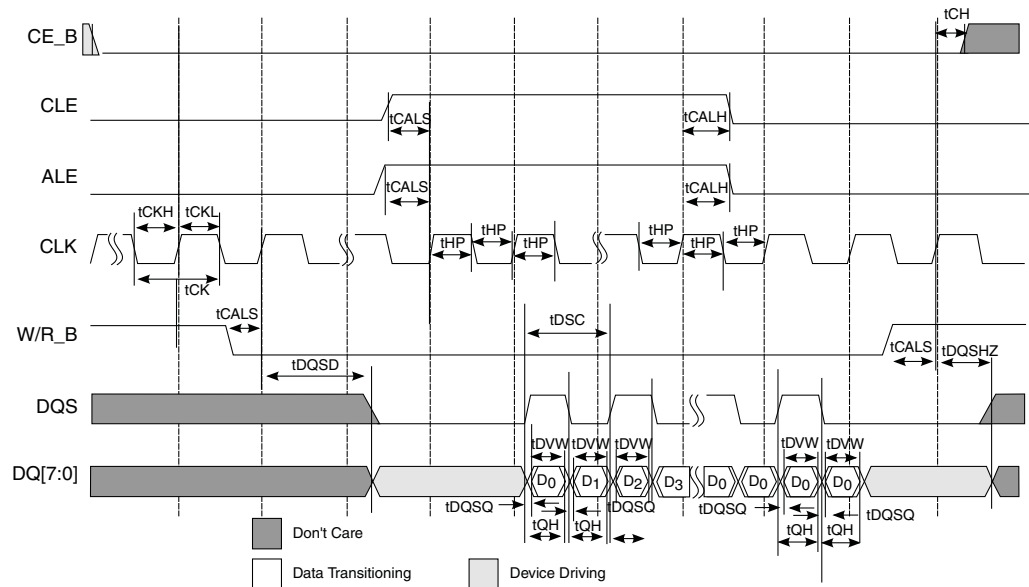 tCH
CE_B
CLE
tCALS
tCALH
ALE
tCALS
tCALH
tCKH
tCKL
CLK
tHP
tHP
tHP
tHP
tHP
tHP
tCK
tCALS
W/R_B
tDSC
tCALS
tDQSHZ
tDQSD
DQS
tDVW
tDVW
tDVW
tDVW
tDVW
DQ[7:0]
D0
D1
D2
D3
D0
D0
D0
D0
tDQSQ
tDQSQ
tDQSQ
tDQSQ
tQH
tQH
tQH
tQH
Don't Care
Data Transitioning
Device Driving